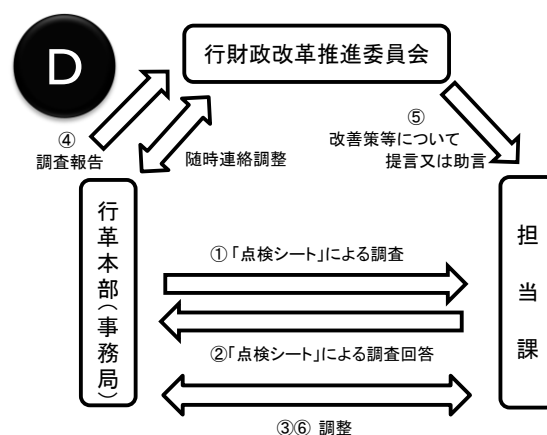 D
行財政改革推進委員会
④
調査報告
随時連絡調整
⑤
改善策等について
提言又は助言
行革本部(事務局)
担当課
①「点検シート」による調査
②「点検シート」による調査回答
③⑥ 調整